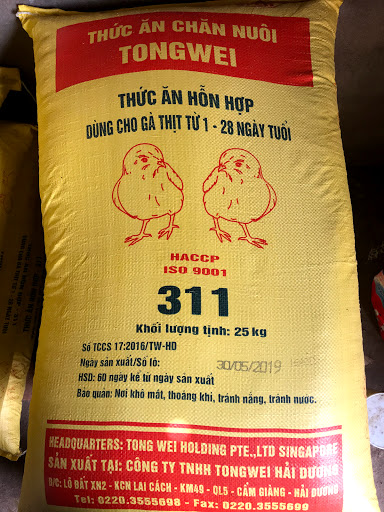 THỨC ĂN CHĂN NUÔI
TONGWEI
THỨC ĂN HỖN HỢP
DÙNG CHO GÀ THỊT TỪ 1 - 28 NGÀY TUỔI
HACCP
ISO 9001
311
Khối lượng tịnh: 25 kg
Số TCCS 17:2016/TW-HD
Ngày sản xuất/Số lô: 30/05/2019
HSD: 60 ngày kể từ ngày sản xuất
Bảo quản: Nơi khô mát, thoáng khí, tránh nắng, tránh nước.
HEADQUARTERS: TONG WEI HOLDING PTE.,LTD SINGAPORE
SẢN XUẤT TẠI: CÔNG TY TNHH TONGWEI HẢI DƯƠNG
Đ/C: LÔ ĐẤT XN2 - KCN LAI CÁCH - KM49 - QL5 - CẨM GIÀNG - HẢI DƯƠNG
Tel: 0220.3555698 - Fax: 0220.3555699